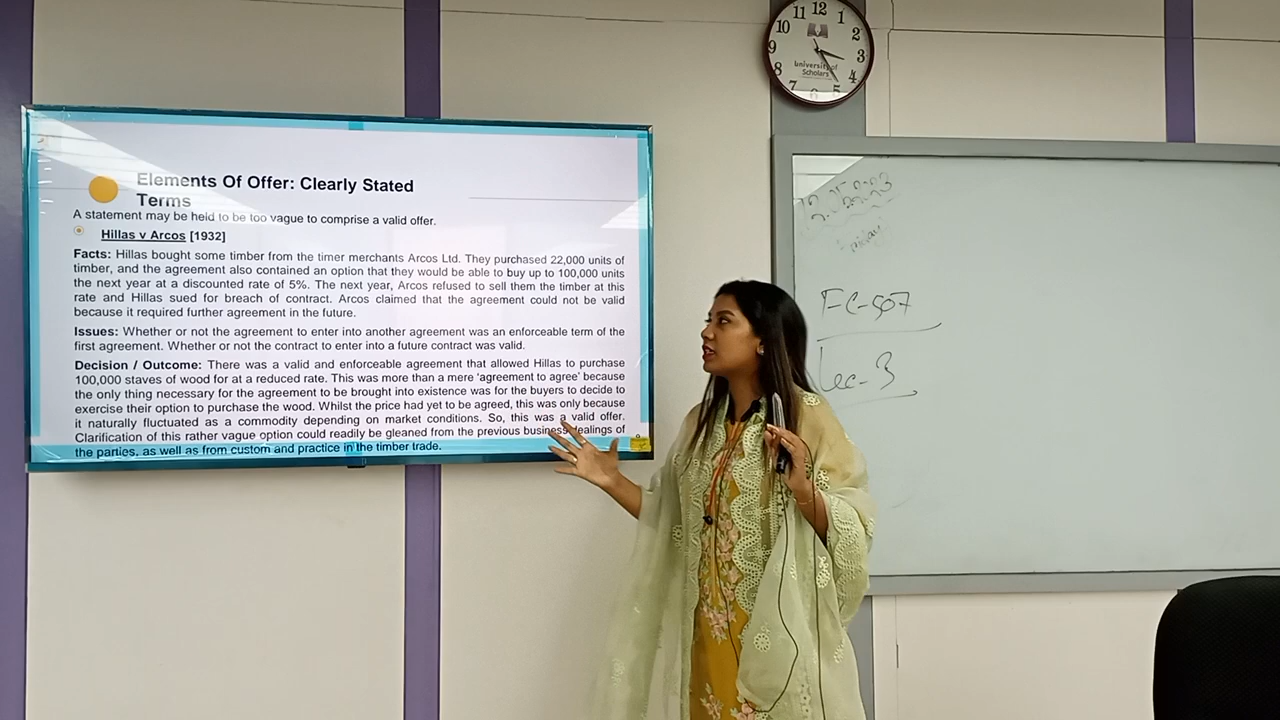 Elements Of Offer: Clearly Stated
Terms
A statement may be held to be too vague to comprise a valid offer.
Hillas v Arcos [1932]
Facts: Hillas bought some timber from the timer merchants Arcos Ltd. They purchased 22,000 units of
timber, and the agreement also contained an option that they would be able to buy up to 100,000 units
the next year at a discounted rate of 5%. The next year, Arcos refused to sell them the timber at this
rate and Hillas sued for breach of contract. Arcos claimed that the agreement could not be valid
because it required further agreement in the future.
Issues: Whether or not the agreement to enter into another agreement was an enforceable term of the
first agreement. Whether or not the contract to enter into a future contract was valid.
Decision / Outcome: There was a valid and enforceable agreement that allowed Hillas to purchase
100,000 staves of wood for at a reduced rate. This was more than a mere 'agreement to agree' because
the only thing necessary for the agreement to be brought into existence was for the buyers to decide to
exercise their option to purchase the wood. Whilst the price had yet to be agreed, this was only because
it naturally fluctuated as a commodity depending on market conditions. So, this was a valid offer.
Clarification of this rather vague option could readily be gleaned from the previous business dealings of
the parties, as well as from custom and practice in the timber trade.
11 12 1
10 2
9 3
8 4
7 6 5
University of
Scholars
FC-507
Lec-3